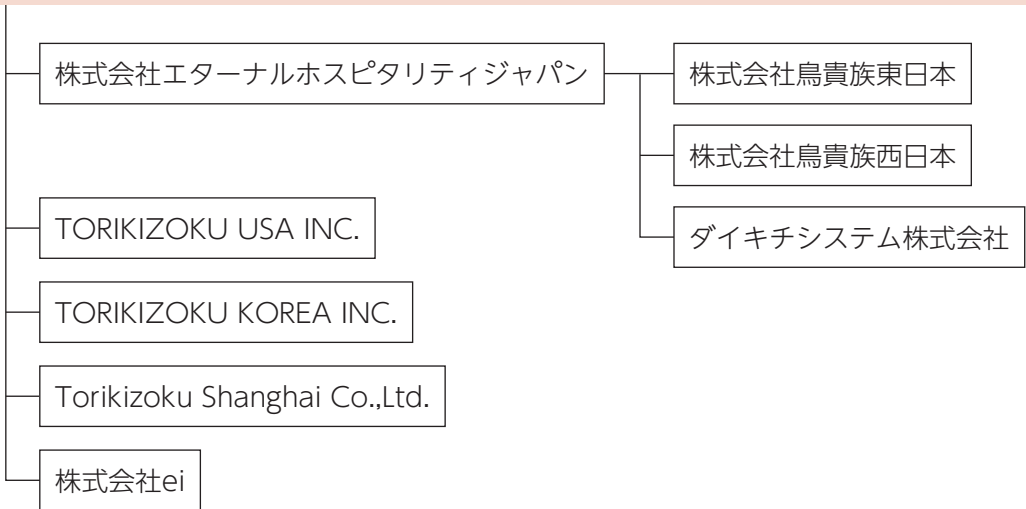 株式会社エターナルホスピタリティジャパン
株式会社鳥貴族東日本
株式会社鳥貴族西日本
ダイキチシステム株式会社
TORIKIZOKU USA INC.
TORIKIZOKU KOREA INC.
Torikizoku Shanghai Co.,Ltd.
株式会社ei